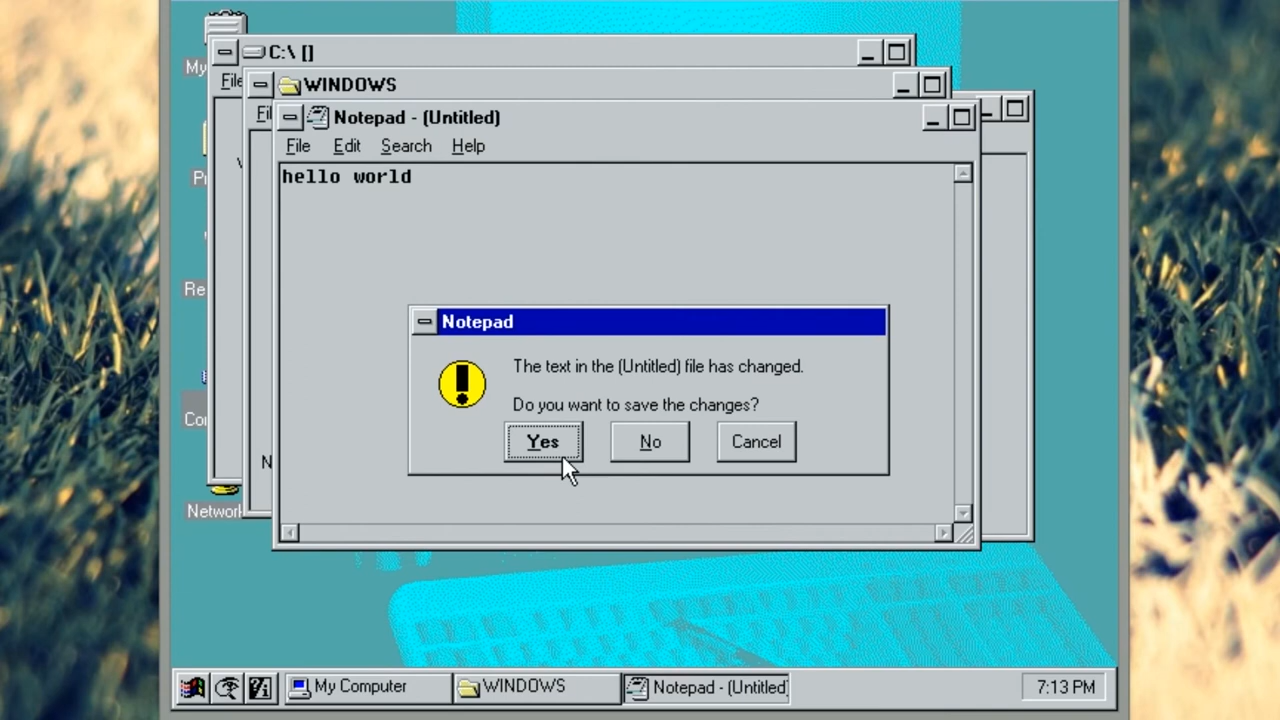 My
C:\ []
File
WINDOWS
Notepad - (Untitled)
File Edit Search Help
hello world
Re
Notepad
The text in the (Untitled) file has changed.
Do you want to save the changes?
Yes No Cancel
N
Network
My Computer
WINDOWS
Notepad - (Untitled)
7:13 PM